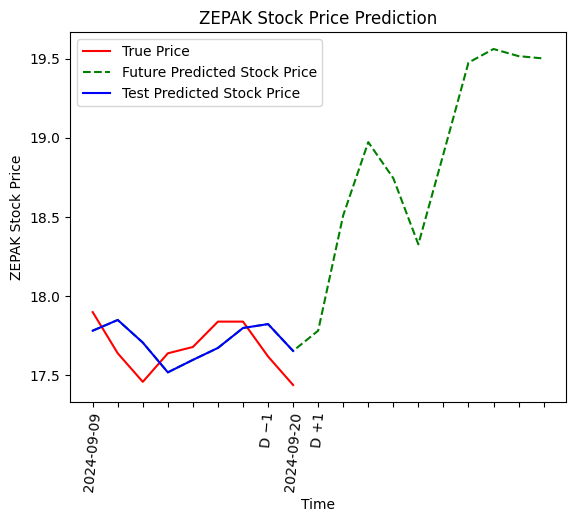 ZEPAK Stock Price Prediction
True Price
Future Predicted Stock Price
Test Predicted Stock Price
ZEPAK Stock Price
19.5
19.0
18.5
18.0
17.5
2024-09-09
D −1
2024-09-20
D +1
Time